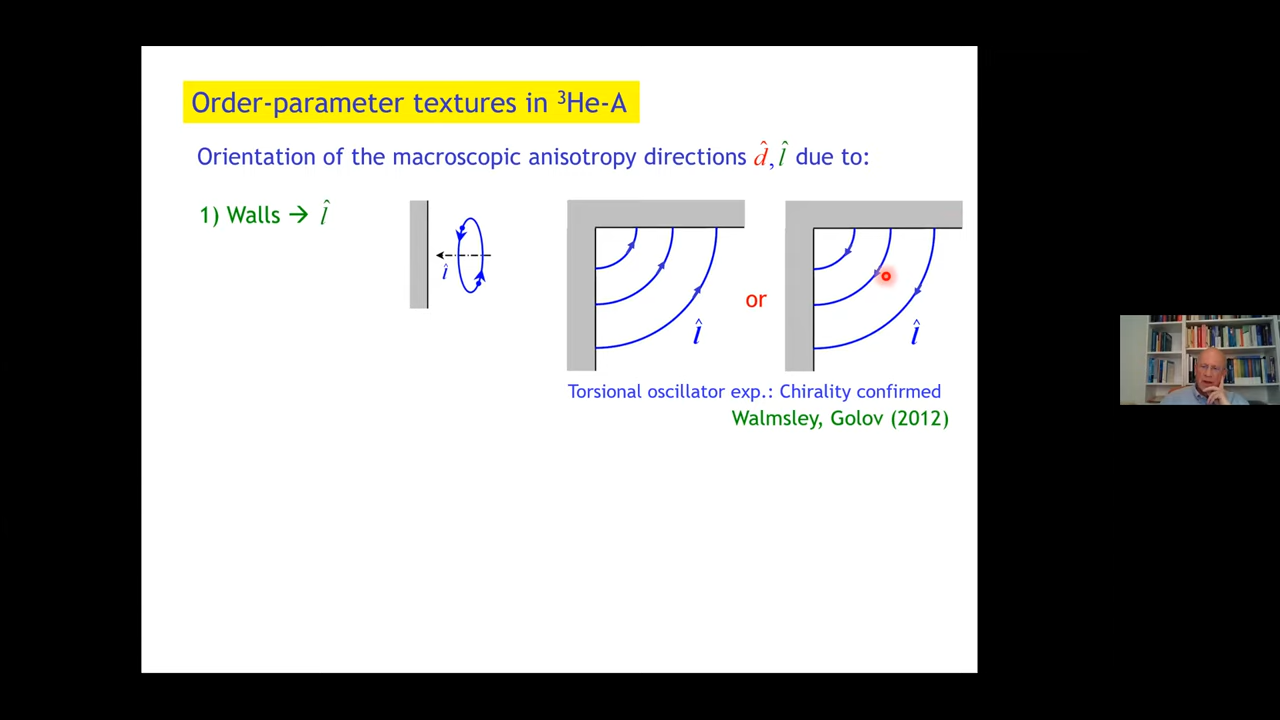 Order-parameter textures in ³He-A
Orientation of the macroscopic anisotropy directions d̂, l̂ due to:
1) Walls → l̂
l̂
or
l̂
l̂
Torsional oscillator exp.: Chirality confirmed
Walmsley, Golov (2012)